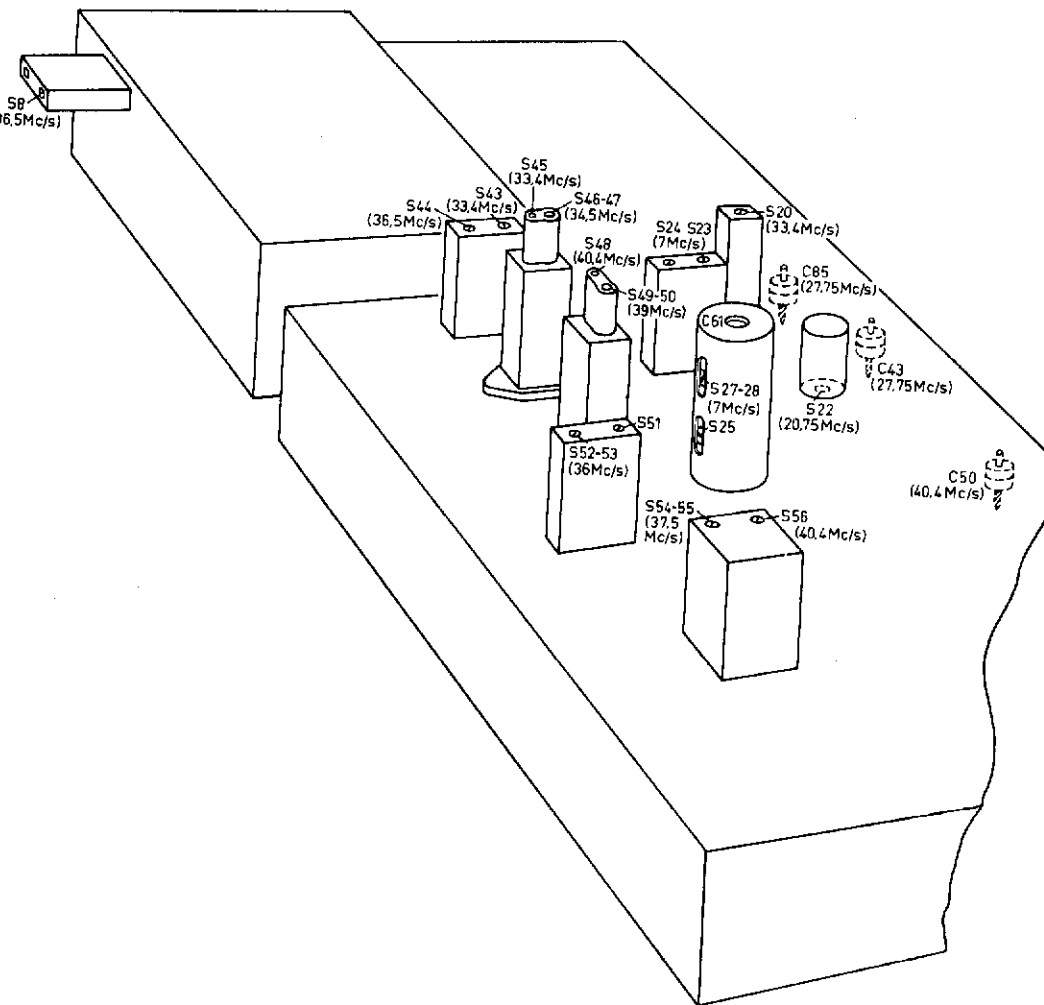 S8
6,5Mc/s)
S45
(33,4Mc/s)
S43
(33,4Mc/s)
S44
(36,5Mc/s)
S46-47
(34,5Mc/s)
S48
(40,4Mc/s)
S49-50
(39Mc/s)
S24 S23
(7Mc/s)
S20
(33,4Mc/s)
C85
(27,75Mc/s)
C61
S27-28
(7Mc/s)
S25
C43
(27,75Mc/s)
S22
(20,75Mc/s)
S51
S52-53
(36Mc/s)
C50
(40,4Mc/s)
S54-55
(37,5
Mc/s)
S56
(40,4Mc/s)